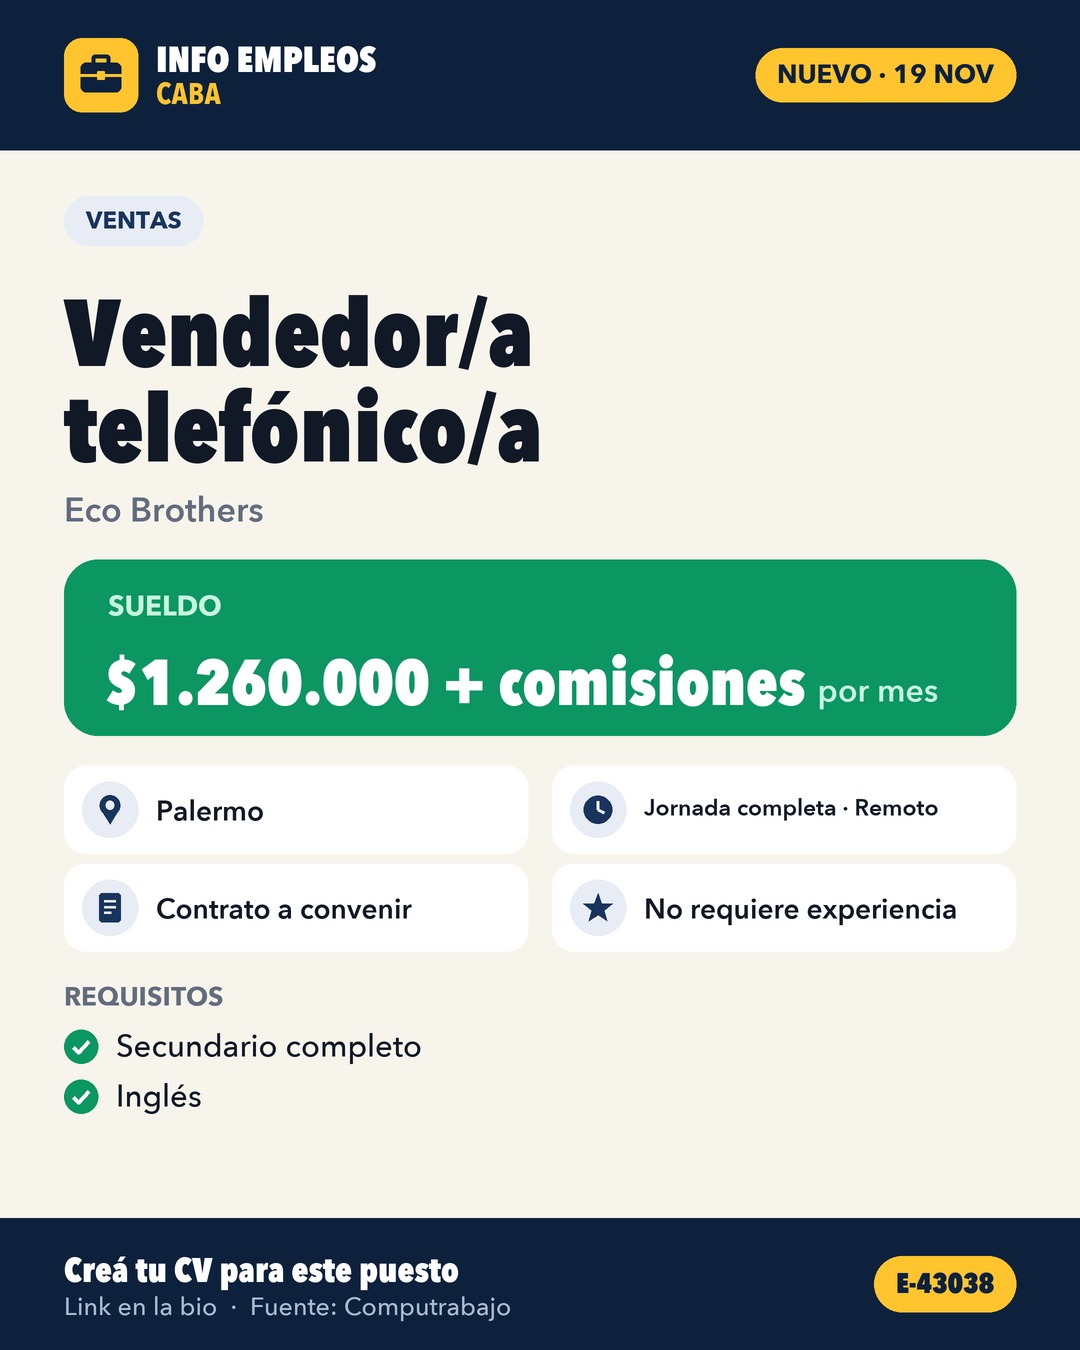 INFO EMPLEOS
CABA
NUEVO · 19 NOV
VENTAS
Vendedor/a
telefónico/a
Eco Brothers
SUELDO
$1.260.000 + comisiones por mes
Palermo
Jornada completa · Remoto
Contrato a convenir
No requiere experiencia
REQUISITOS
Secundario completo
Inglés
Creá tu CV para este puesto
Link en la bio · Fuente: Computrabajo
E-43038